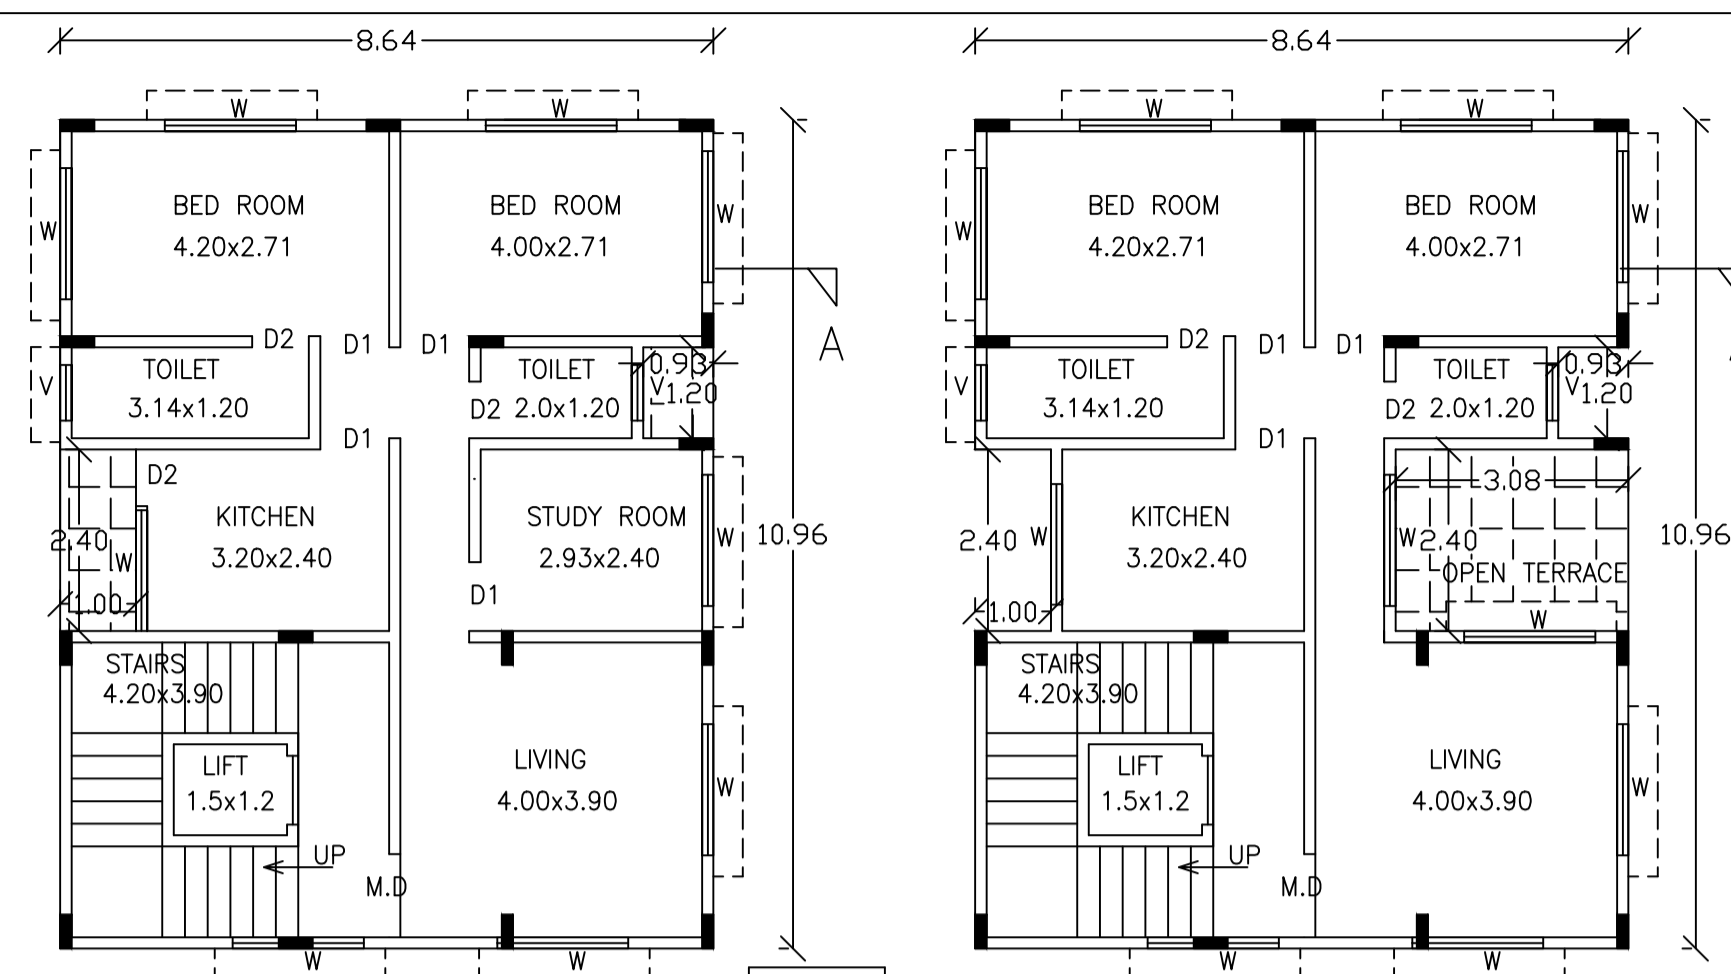 8.64
W
W
BED ROOM
4.20x2.71
BED ROOM
4.00x2.71
W
W
A
D2
D1
D1
TOILET
3.14x1.20
V
TOILET
2.0x1.20
D2
0.93
V
1.20
D1
D2
KITCHEN
3.20x2.40
2.40
W
1.00
STUDY ROOM
2.93x2.40
W
D1
10.96
STAIRS
4.20x3.90
LIFT
1.5x1.2
UP
M.D
LIVING
4.00x3.90
W
W
W
8.64
W
W
BED ROOM
4.20x2.71
BED ROOM
4.00x2.71
W
W
D2
D1
D1
TOILET
3.14x1.20
V
TOILET
2.0x1.20
D2
0.93
V
1.20
D1
KITCHEN
3.20x2.40
2.40
W
1.00
3.08
W
2.40
OPEN TERRACE
W
10.96
STAIRS
4.20x3.90
LIFT
1.5x1.2
UP
M.D
LIVING
4.00x3.90
W
W
W